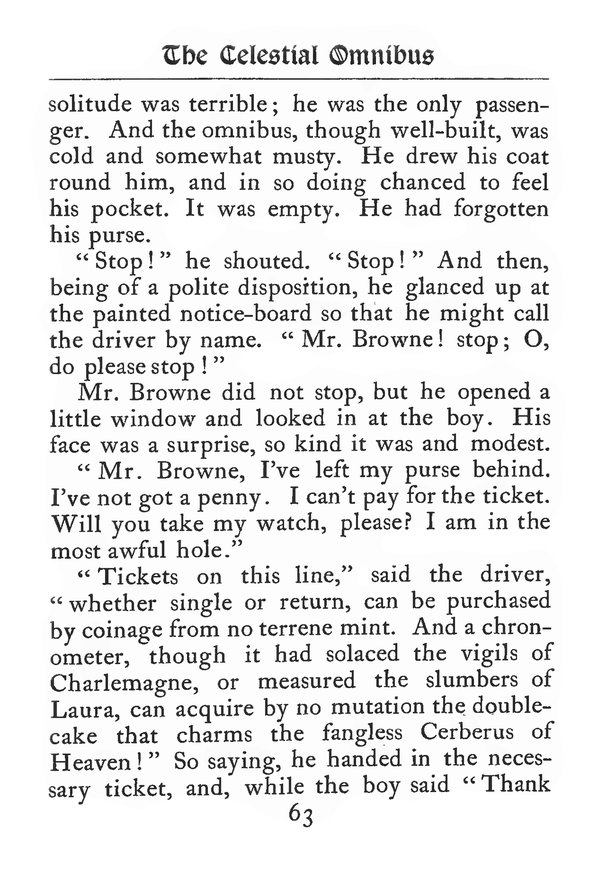 The Celestial Omnibus
solitude was terrible; he was the only passen-
ger. And the omnibus, though well-built, was
cold and somewhat musty. He drew his coat
round him, and in so doing chanced to feel
his pocket. It was empty. He had forgotten
his purse.
“Stop!” he shouted. “Stop!” And then,
being of a polite disposition, he glanced up at
the painted notice-board so that he might call
the driver by name. “Mr. Browne! stop; O,
do please stop!”
Mr. Browne did not stop, but he opened a
little window and looked in at the boy. His
face was a surprise, so kind it was and modest.
“Mr. Browne, I’ve left my purse behind.
I’ve not got a penny. I can’t pay for the ticket.
Will you take my watch, please? I am in the
most awful hole.”
“Tickets on this line,” said the driver,
“whether single or return, can be purchased
by coinage from no terrene mint. And a chron-
ometer, though it had solaced the vigils of
Charlemagne, or measured the slumbers of
Laura, can acquire by no mutation the double-
cake that charms the fangless Cerberus of
Heaven!” So saying, he handed in the neces-
sary ticket, and, while the boy said “Thank
63